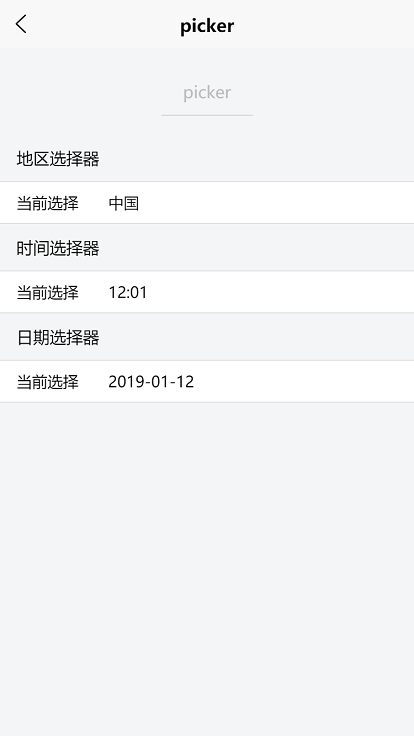 picker
picker
地区选择器
当前选择 中国
时间选择器
当前选择 12:01
日期选择器
当前选择 2019-01-12